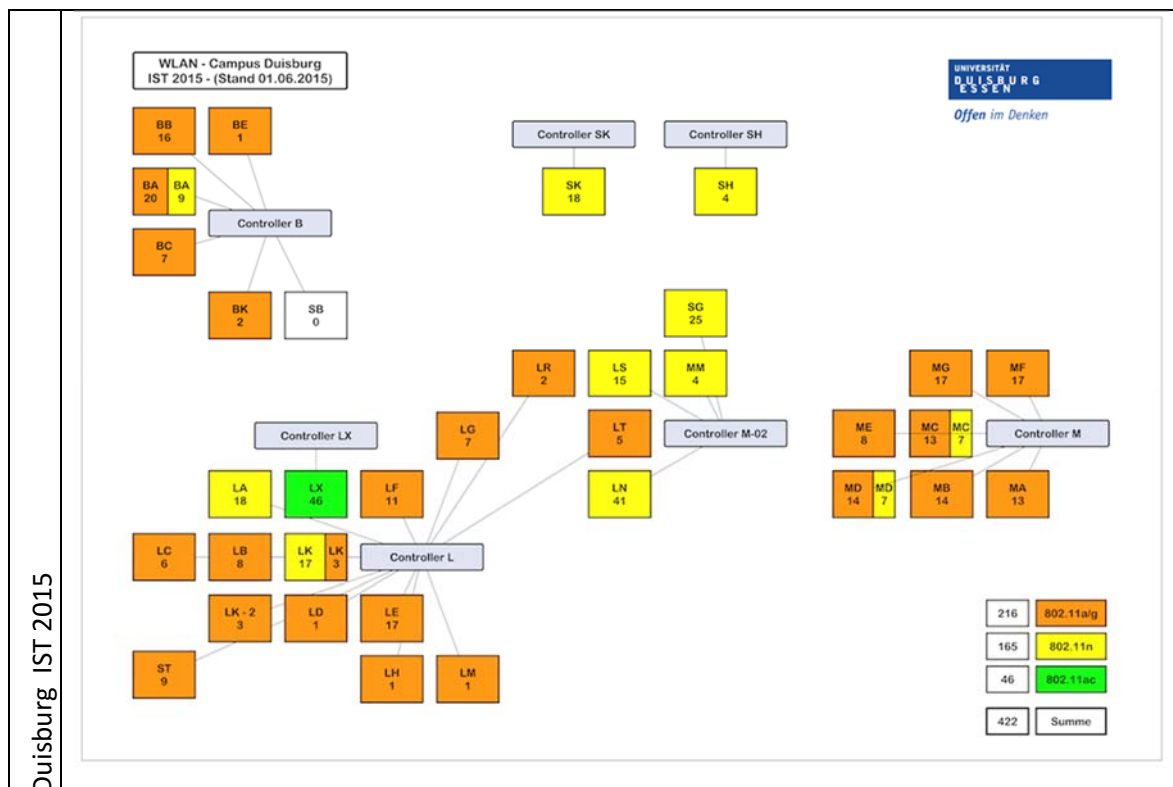 Duisburg IST 2015
WLAN - Campus Duisburg
IST 2015 - (Stand 01.06.2015)
UNIVERSITÄT
DUISBURG
ESSEN
Offen im Denken
BB
16
BE
1
Controller SK
Controller SH
BA
20
BA
9
SK
18
SH
4
Controller B
BC
7
BK
2
SB
0
SG
25
LR
2
LS
15
MM
4
MG
17
MF
17
Controller LX
LG
7
LT
5
Controller M-02
ME
8
MC
13
MC
7
Controller M
LA
18
LX
46
LF
11
LN
41
MD
14
MD
7
MB
14
MA
13
LC
6
LB
8
LK
17
LK
3
Controller L
LK - 2
3
LD
1
LE
17
ST
9
LH
1
LM
1
216 802.11a/g
165 802.11n
46 802.11ac
422 Summe